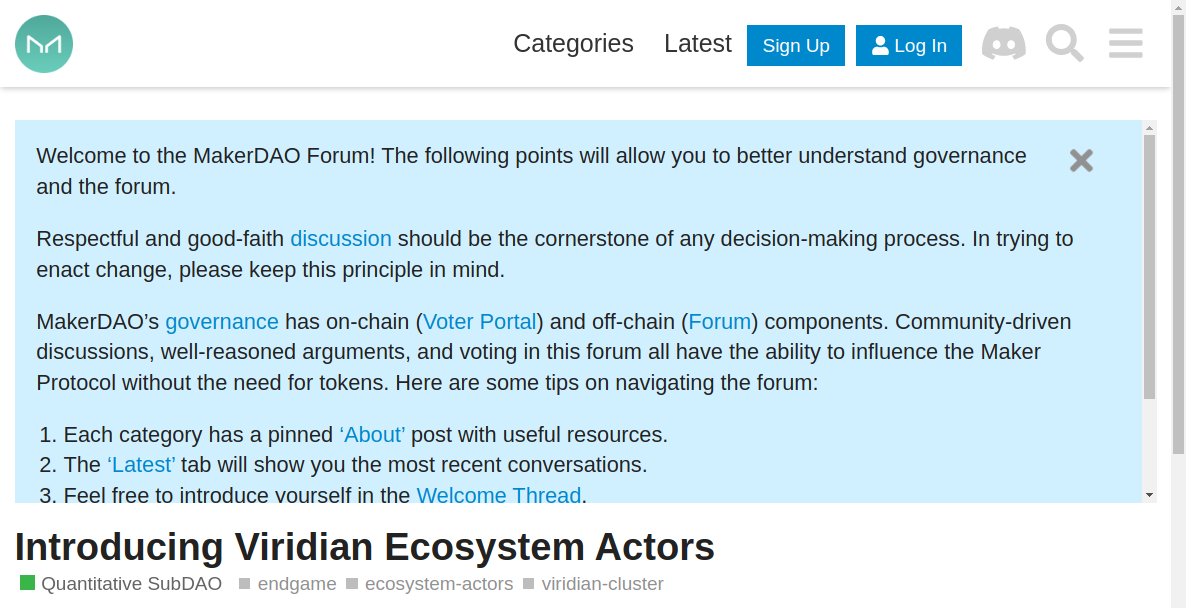 Categories Latest Sign Up Log In
Welcome to the MakerDAO Forum! The following points will allow you to better understand governance
and the forum.
Respectful and good-faith discussion should be the cornerstone of any decision-making process. In trying to
enact change, please keep this principle in mind.
MakerDAO’s governance has on-chain (Voter Portal) and off-chain (Forum) components. Community-driven
discussions, well-reasoned arguments, and voting in this forum all have the ability to influence the Maker
Protocol without the need for tokens. Here are some tips on navigating the forum:
1. Each category has a pinned ‘About’ post with useful resources.
2. The ‘Latest’ tab will show you the most recent conversations.
3. Feel free to introduce yourself in the Welcome Thread.
Introducing Viridian Ecosystem Actors
Quantitative SubDAO endgame ecosystem-actors viridian-cluster